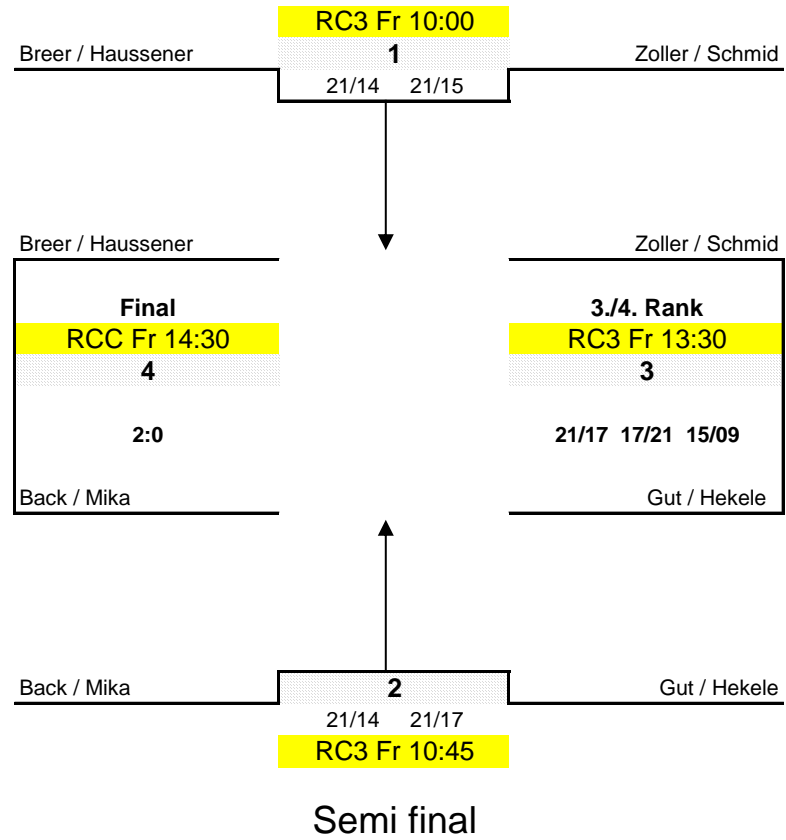 RC3 Fr 10:00
Breer / Haussener 1 Zoller / Schmid
21/14 21/15
Breer / Haussener Zoller / Schmid
Final 3./4. Rank
RCC Fr 14:30 RC3 Fr 13:30
4 3
2:0 21/17 17/21 15/09
Back / Mika Gut / Hekele
Back / Mika 2 Gut / Hekele
21/14 21/17
RC3 Fr 10:45
Semi final